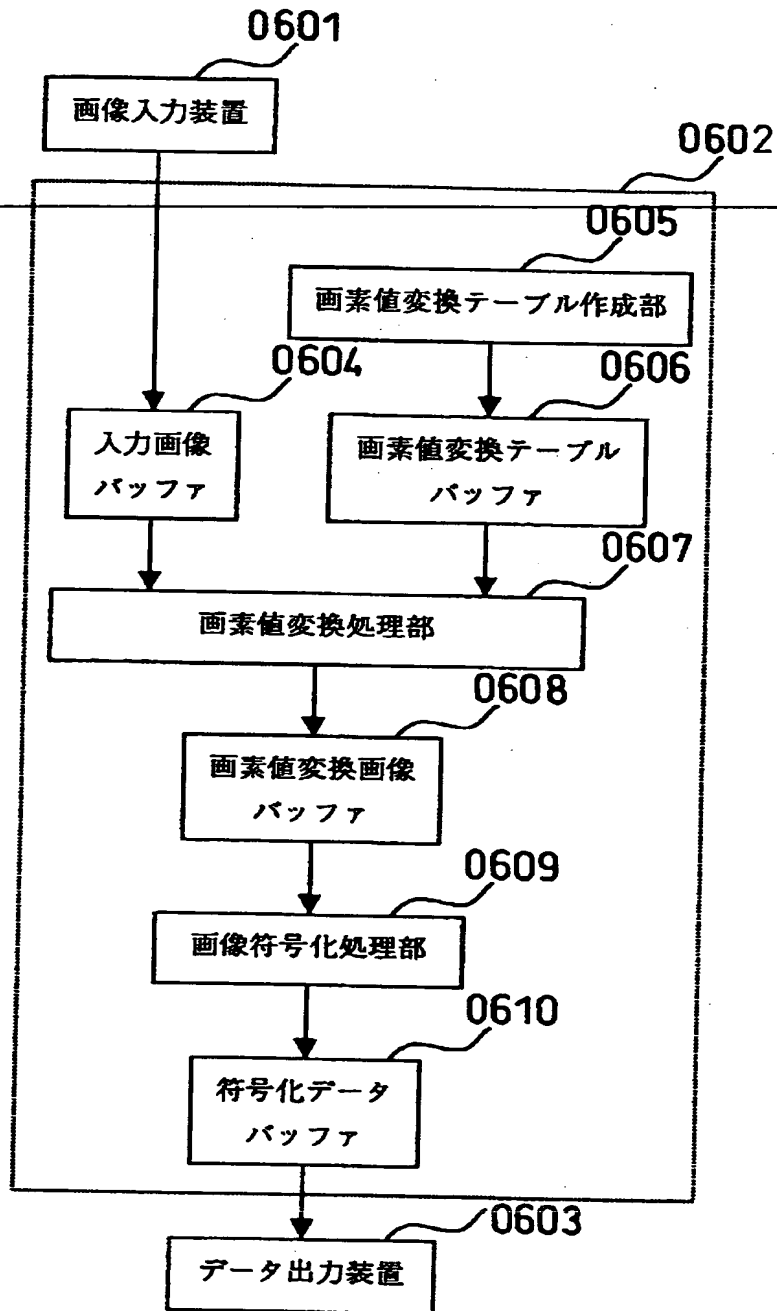 0601
画像入力装置
0602
0605
画素値変換テーブル作成部
0604
0606
入力画像
バッファ
画素値変換テーブル
バッファ
0607
画素値変換処理部
0608
画素値変換画像
バッファ
0609
画像符号化処理部
0610
符号化データ
バッファ
0603
データ出力装置